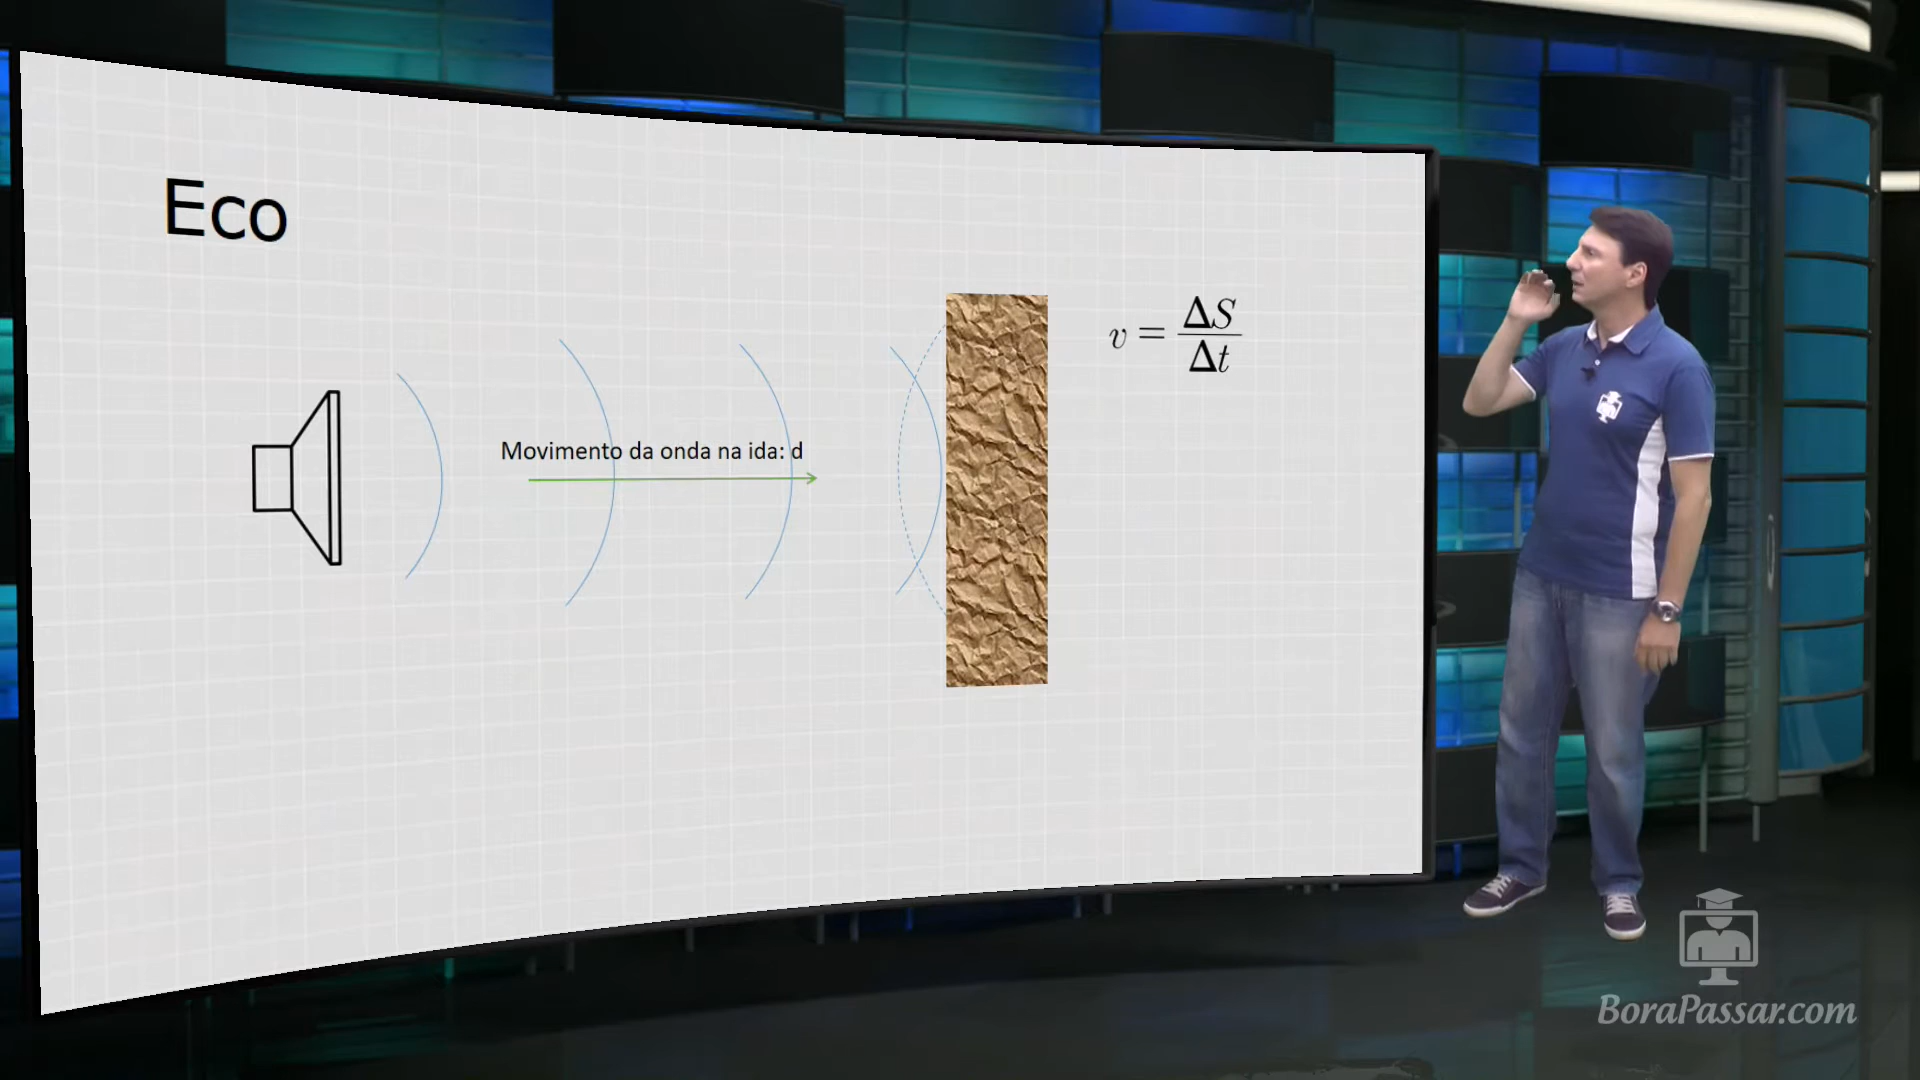 Eco
Movimento da onda na ida: d
v = ΔS/Δt
BoraPassar.com